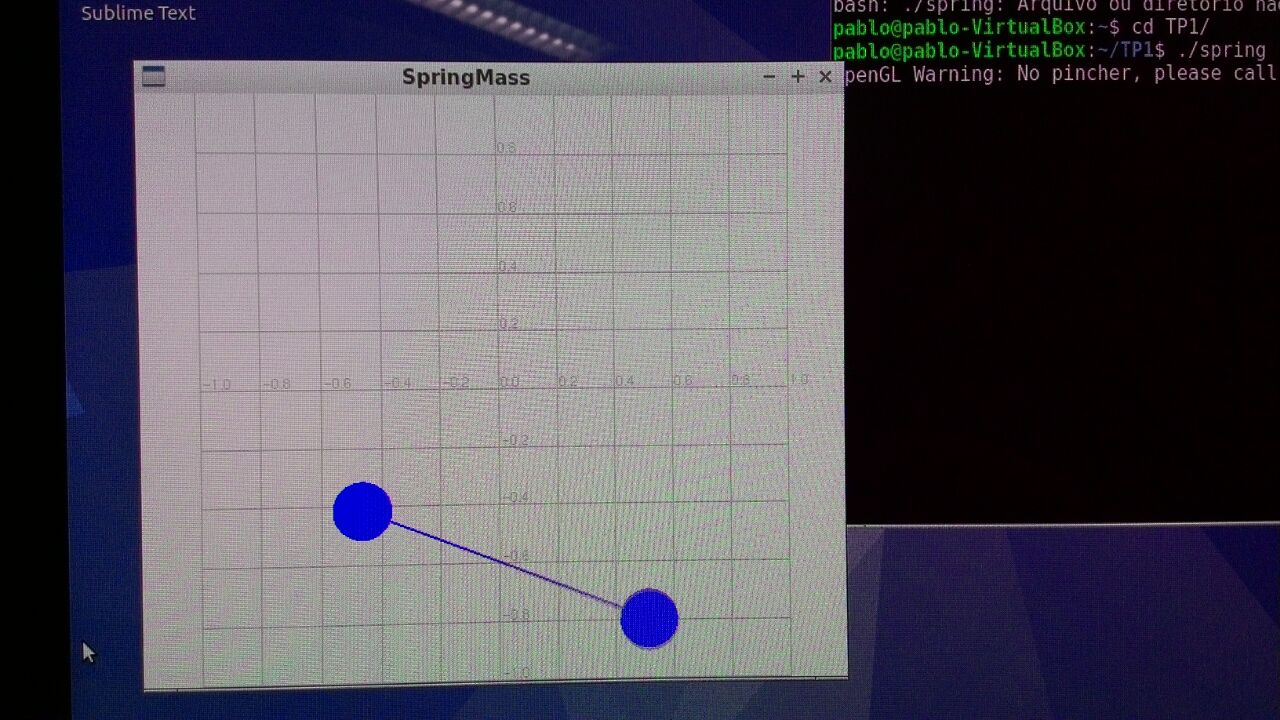 Sublime Text
bash: ./spring: Arquivo ou diretório
pablo@pablo-VirtualBox:~$ cd TP1/
pablo@pablo-VirtualBox:~/TP1$ ./spring
penGL Warning: No pincher, please call
SpringMass
0.8
0.6
0.4
0.2
-1.0 -0.8 -0.6 -0.4 -0.2 0.0 0.2 0.4 0.6 0.8 1.0
-0.2
-0.4
-0.6
-0.8
-1.0